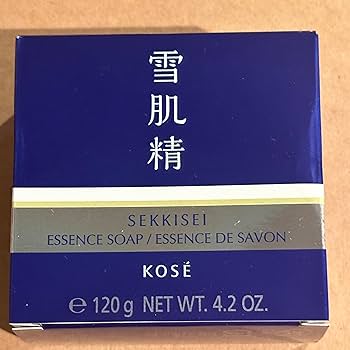 雪肌精
SEKKISEI
ESSENCE SOAP / ESSENCE DE SAVON
KOSÉ
℮ 120 g NET WT. 4.2 OZ.